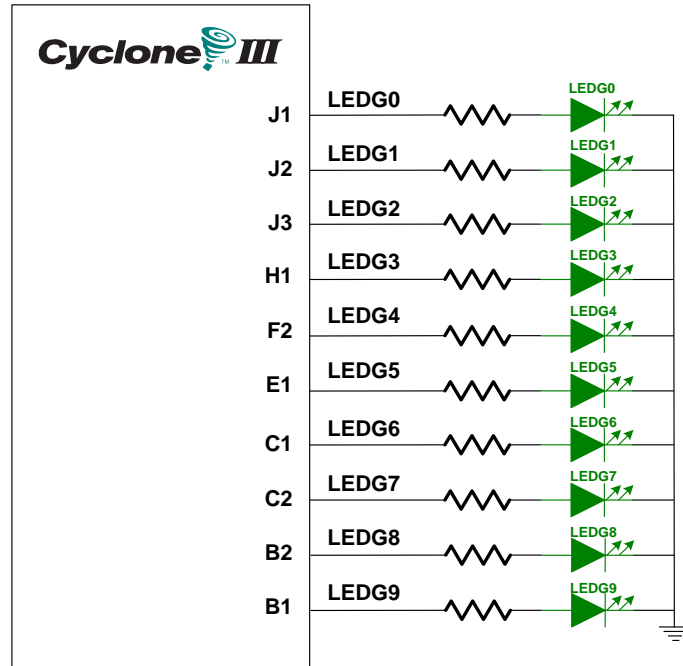 Cyclone III
™
LEDG0
J1 LEDG0
LEDG1
J2 LEDG1
LEDG2
J3 LEDG2
LEDG3
H1 LEDG3
LEDG4
F2 LEDG4
LEDG5
E1 LEDG5
LEDG6
C1 LEDG6
LEDG7
C2 LEDG7
LEDG8
B2 LEDG8
LEDG9
B1 LEDG9